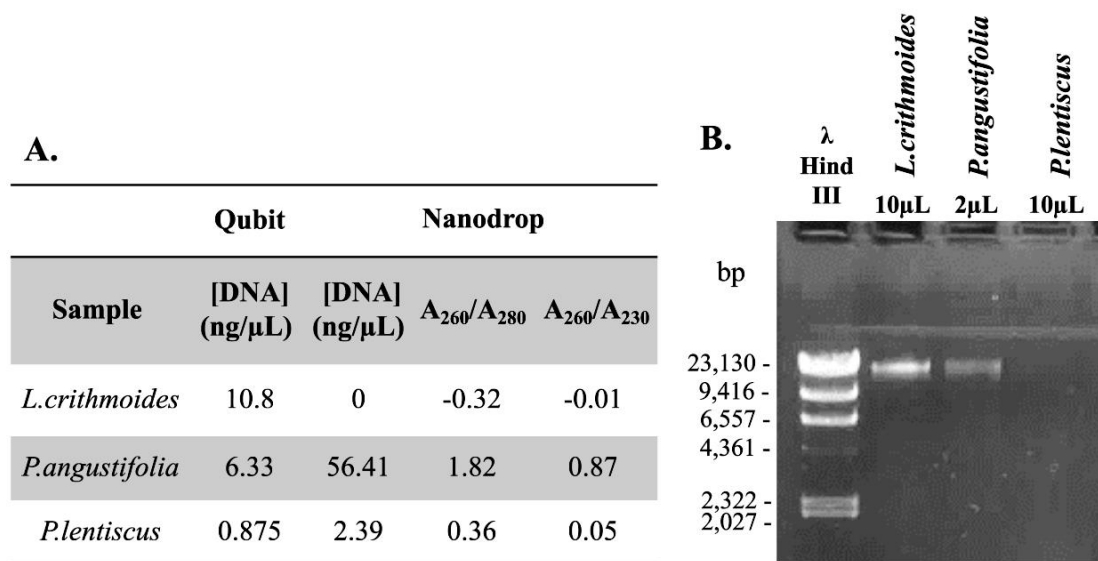 A.
Qubit Nanodrop
Sample [DNA] (ng/µL) [DNA] (ng/µL) A260/A280 A260/A230
L.crithmoides 10.8 0 -0.32 -0.01
P.angustifolia 6.33 56.41 1.82 0.87
P.lentiscus 0.875 2.39 0.36 0.05
B.
λ Hind III
L.crithmoides
P.angustifolia
P.lentiscus
10µL 2µL 10µL
bp
23,130 -
9,416 -
6,557 -
4,361 -
2,322 -
2,027 -